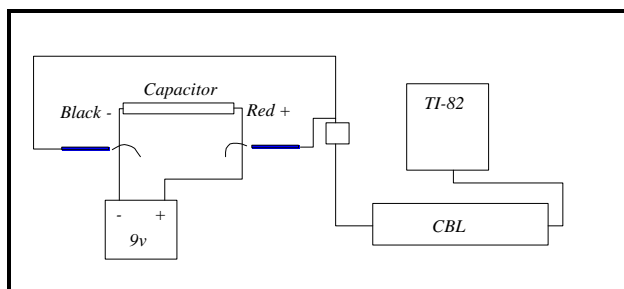 Capacitor
Black -
Red +
TI-82
- +
9v
CBL